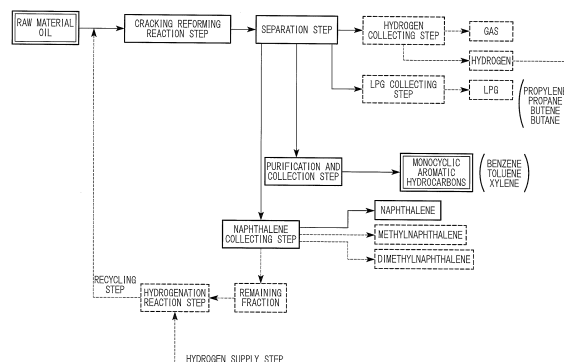 RAW MATERIAL
OIL
CRACKING REFORMING
REACTION STEP
SEPARATION STEP
HYDROGEN
COLLECTING STEP
GAS
HYDROGEN
LPG COLLECTING
STEP
LPG
PROPYLENE
PROPANE
BUTENE
BUTANE
PURIFICATION AND
COLLECTION STEP
MONOCYCLIC
AROMATIC
HYDROCARBONS
BENZENE
TOLUENE
XYLENE
NAPHTHALENE
COLLECTING STEP
NAPHTHALENE
METHYLNAPHTHALENE
DIMETHYLNAPHTHALENE
RECYCLING
STEP
HYDROGENATION
REACTION STEP
REMAINING
FRACTION
HYDROGEN SUPPLY STEP